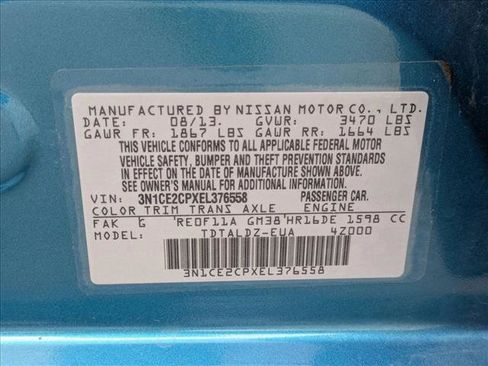 MANUFACTURED BY NISSAN MOTOR CO., LTD.
DATE: 08/13. GVWR: 3470 LBS
GAWR FR: 1867 LBS GAWR RR: 1664 LBS
THIS VEHICLE CONFORMS TO ALL APPLICABLE FEDERAL MOTOR
VEHICLE SAFETY, BUMPER AND THEFT PREVENTION STANDARDS
IN EFFECT ON THE DATE OF MANUFACTURE SHOWN ABOVE.
SEE OWNER'S MANUAL FOR ADDITIONAL INFORMATION.
VIN: 3N1CE2CPXEL376558 PASSENGER CAR.
COLOR TRIM TRANS AXLE ENGINE
FAK G 'RE0F11A GM38'HR16DE 1598 CC
MODEL: TDTALDZ-EUA 4Z000
3N1CE2CPXEL376558